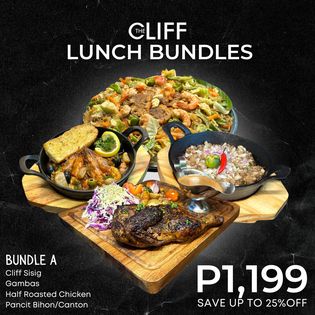 THE CLIFF
LUNCH BUNDLES
BUNDLE A
Cliff Sisig
Gambas
Half Roasted Chicken
Pancit Bihon/Canton
P1,199
SAVE UP TO 25%OFF